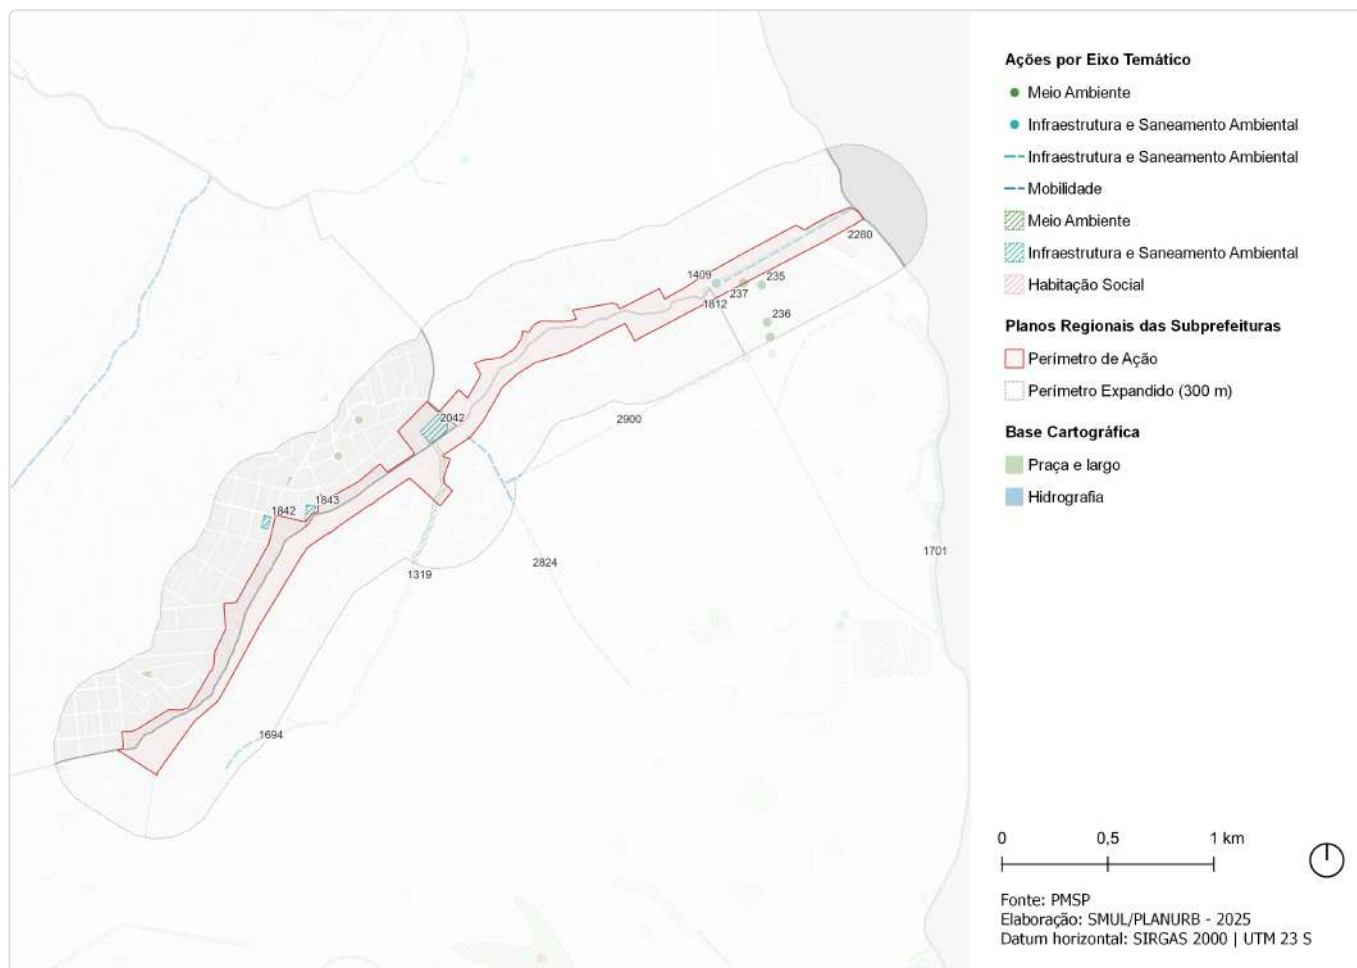 Ações por Eixo Temático
Meio Ambiente
Infraestrutura e Saneamento Ambiental
Infraestrutura e Saneamento Ambiental
Mobilidade
Meio Ambiente
Infraestrutura e Saneamento Ambiental
Habitação Social
Planos Regionais das Subprefeituras
Perímetro de Ação
Perímetro Expandido (300 m)
Base Cartográfica
Praça e largo
Hidrografia
2280
1409
235
237
1812
236
2042
2900
1843
1842
2824
1701
1319
1694
0 0,5 1 km
Fonte: PMSP
Elaboração: SMUL/PLANURB - 2025
Datum horizontal: SIRGAS 2000 | UTM 23 S